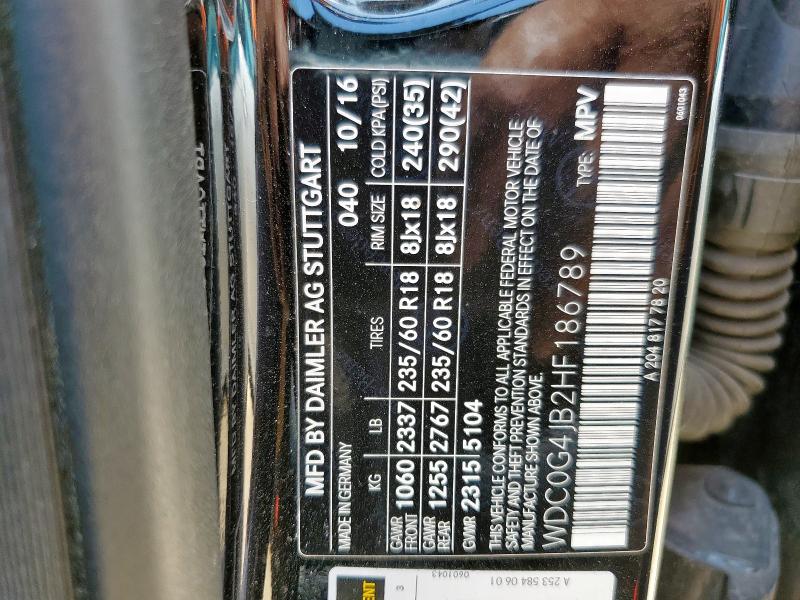 MFD BY DAIMLER AG STUTTGART
MADE IN GERMANY 040 10/16
KG LB TIRES RIM SIZE COLD KPA(PSI)
GAWR FRONT 1060 2337 235/60 R18 8Jx18 240(35)
GAWR REAR 1255 2767 235/60 R18 8Jx18 290(42)
GVWR 2315 5104
THIS VEHICLE CONFORMS TO ALL APPLICABLE FEDERAL MOTOR VEHICLE
SAFETY AND THEFT PREVENTION STANDARDS IN EFFECT ON THE DATE OF
MANUFACTURE SHOWN ABOVE.
WDC0G4JB2HF186789 TYPE: MPV
A 204 817 78 20 0601043
A 253 584 06 01
0601043
3